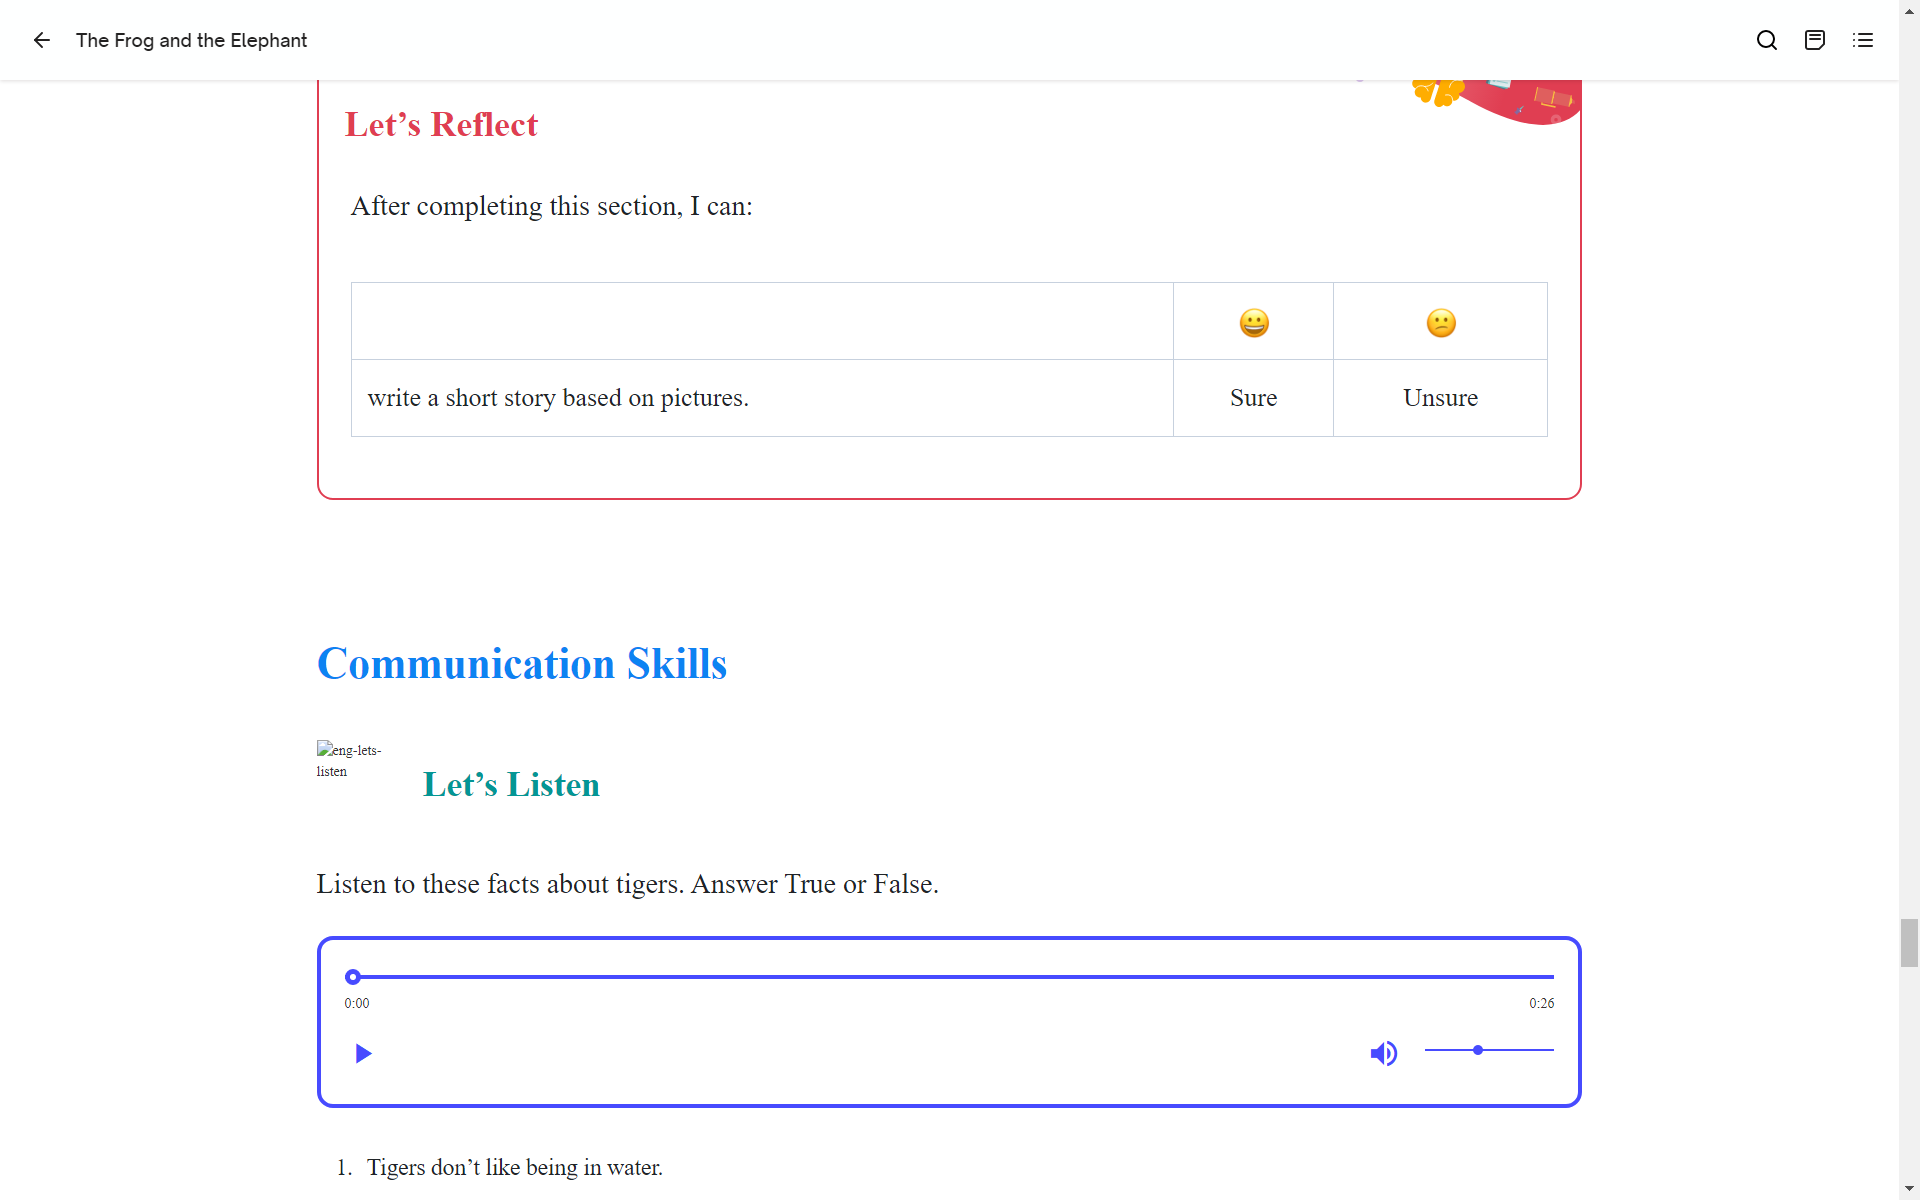 The Frog and the Elephant
Let’s Reflect
After completing this section, I can:
write a short story based on pictures.
Sure
Unsure
Communication Skills
eng-lets-
listen
Let’s Listen
Listen to these facts about tigers. Answer True or False.
0:00
0:26
1. Tigers don’t like being in water.